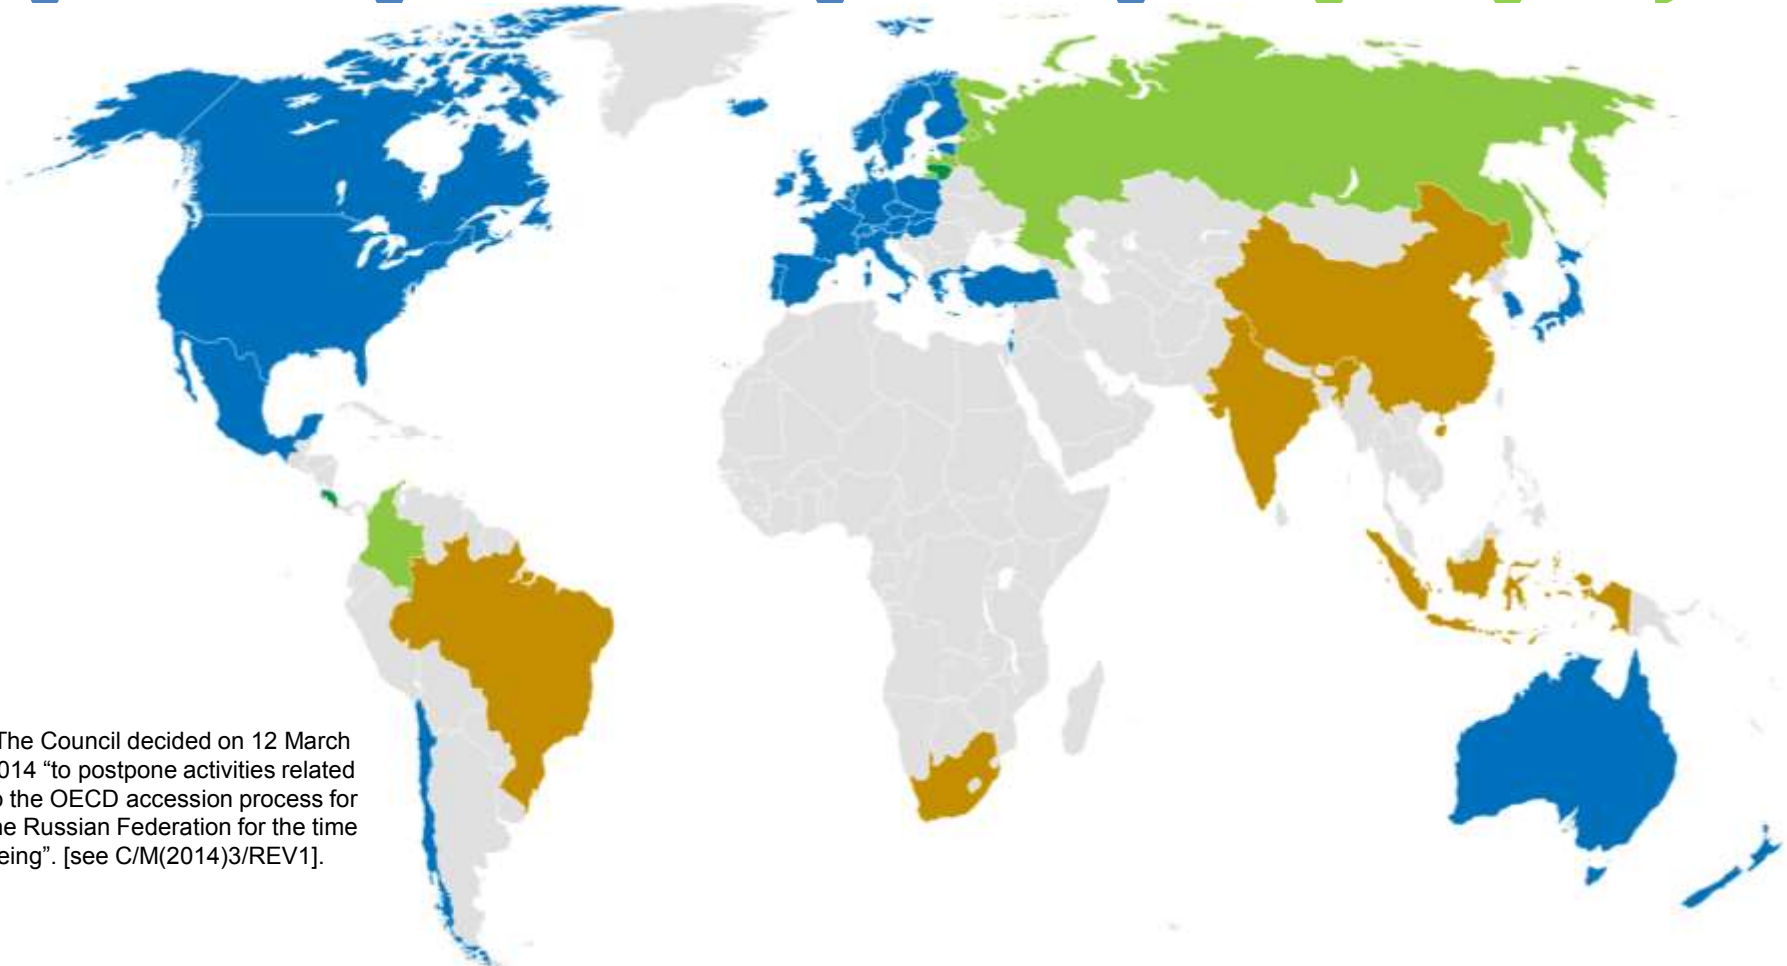 The Council decided on 12 March
014 “to postpone activities related
o the OECD accession process for
he Russian Federation for the time
eing”. [see C/M(2014)3/REV1].